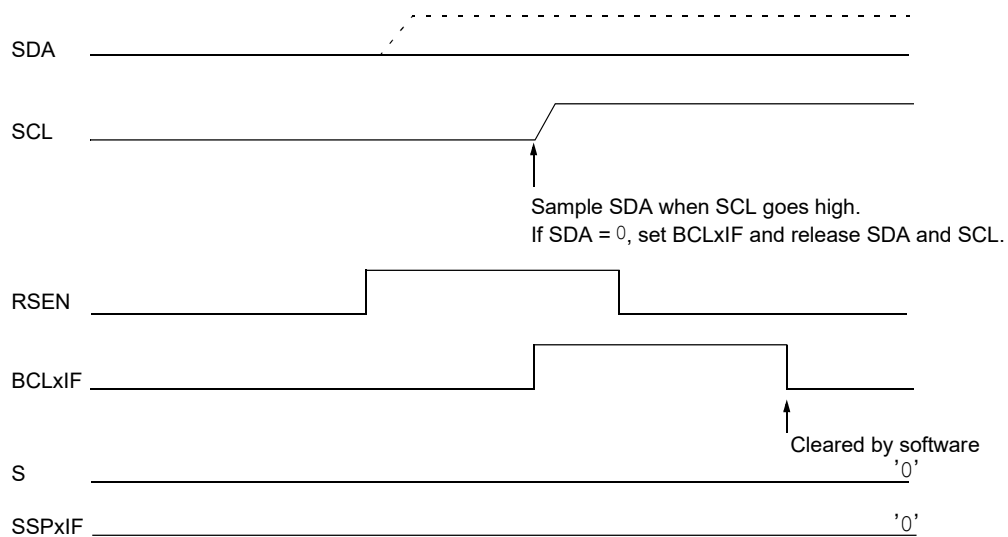 SDA
SCL
Sample SDA when SCL goes high.
If SDA = 0, set BCLxIF and release SDA and SCL.
RSEN
BCLxIF
Cleared by software
S
'0'
SSPxIF
'0'